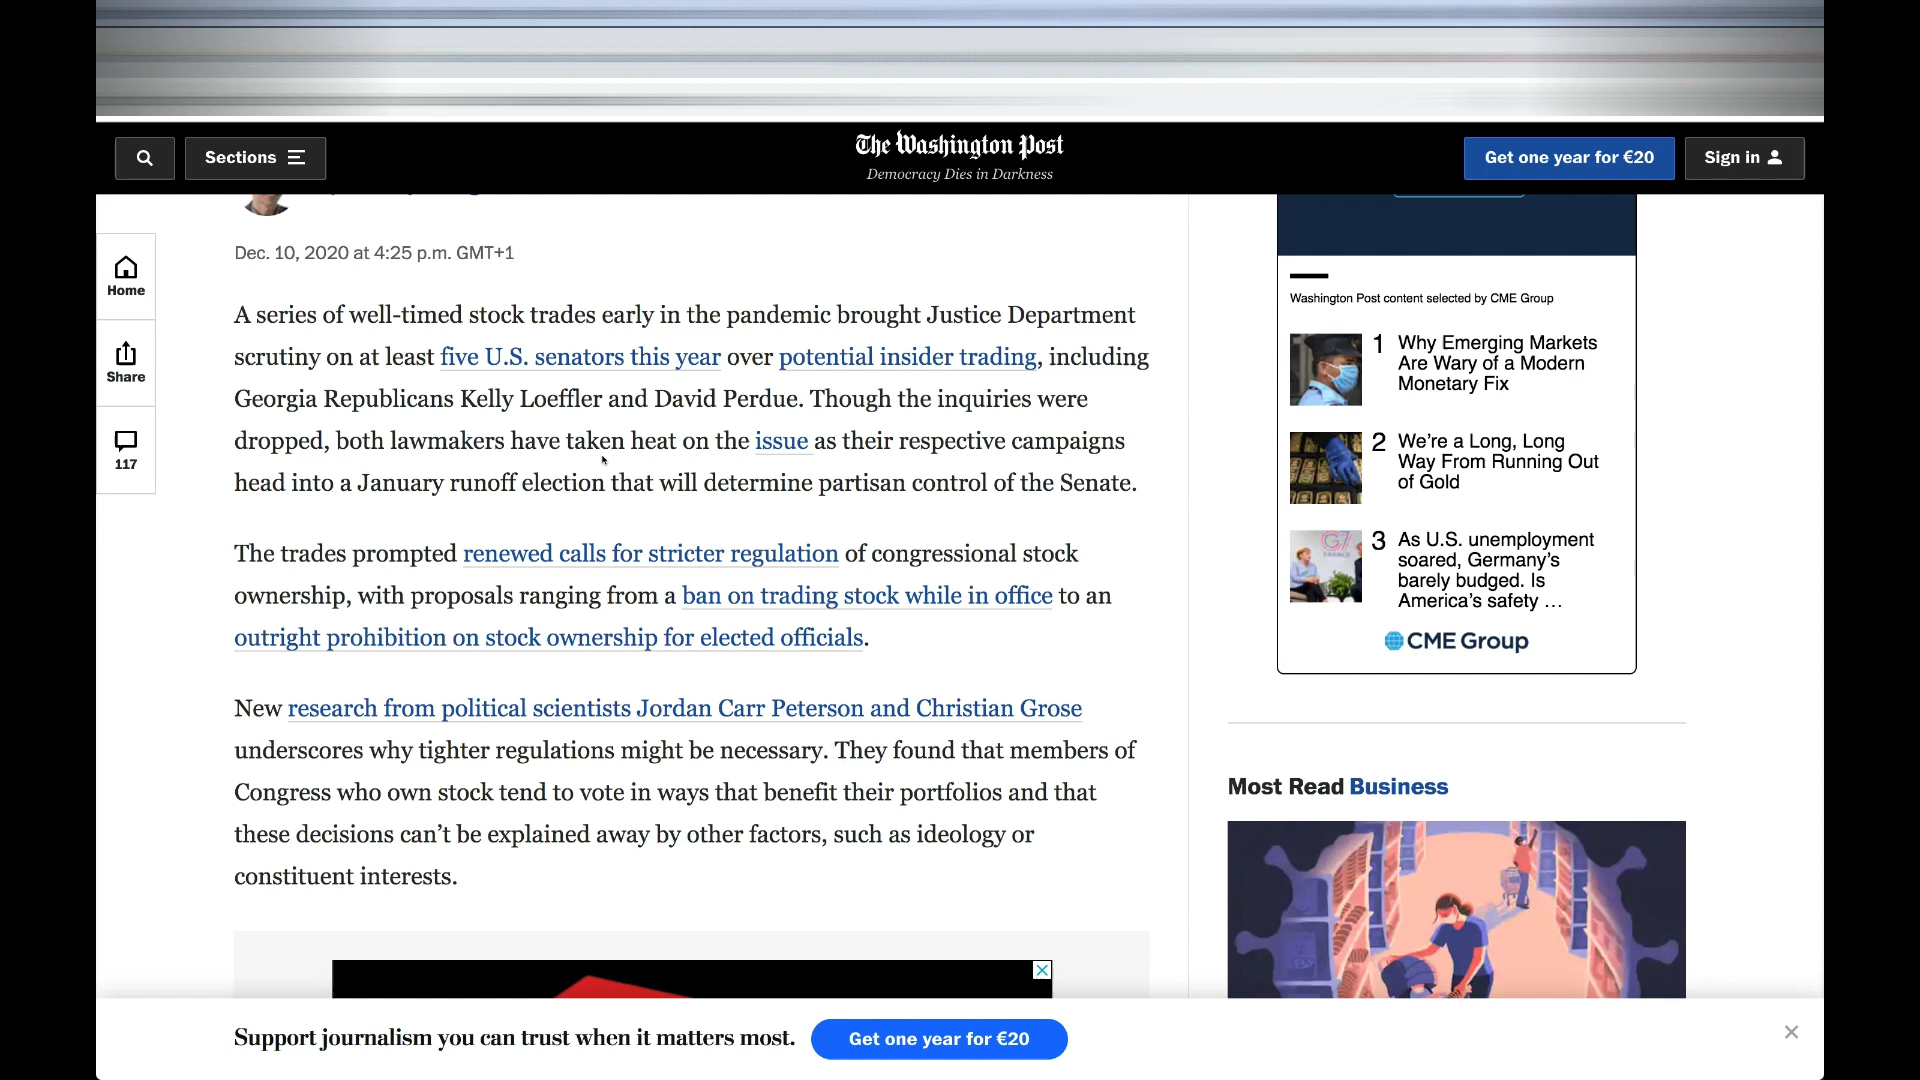 Sections
The Washington Post
Democracy Dies in Darkness
Get one year for €20
Sign in
Home
Share
117
Dec. 10, 2020 at 4:25 p.m. GMT+1
A series of well-timed stock trades early in the pandemic brought Justice Department
scrutiny on at least five U.S. senators this year over potential insider trading, including
Georgia Republicans Kelly Loeffler and David Perdue. Though the inquiries were
dropped, both lawmakers have taken heat on the issue as their respective campaigns
head into a January runoff election that will determine partisan control of the Senate.
The trades prompted renewed calls for stricter regulation of congressional stock
ownership, with proposals ranging from a ban on trading stock while in office to an
outright prohibition on stock ownership for elected officials.
New research from political scientists Jordan Carr Peterson and Christian Grose
underscores why tighter regulations might be necessary. They found that members of
Congress who own stock tend to vote in ways that benefit their portfolios and that
these decisions can’t be explained away by other factors, such as ideology or
constituent interests.
Washington Post content selected by CME Group
1 Why Emerging Markets
Are Wary of a Modern
Monetary Fix
2 We’re a Long, Long
Way From Running Out
of Gold
3 As U.S. unemployment
soared, Germany’s
barely budged. Is
America’s safety …
CME Group
Most Read Business
Support journalism you can trust when it matters most.
Get one year for €20